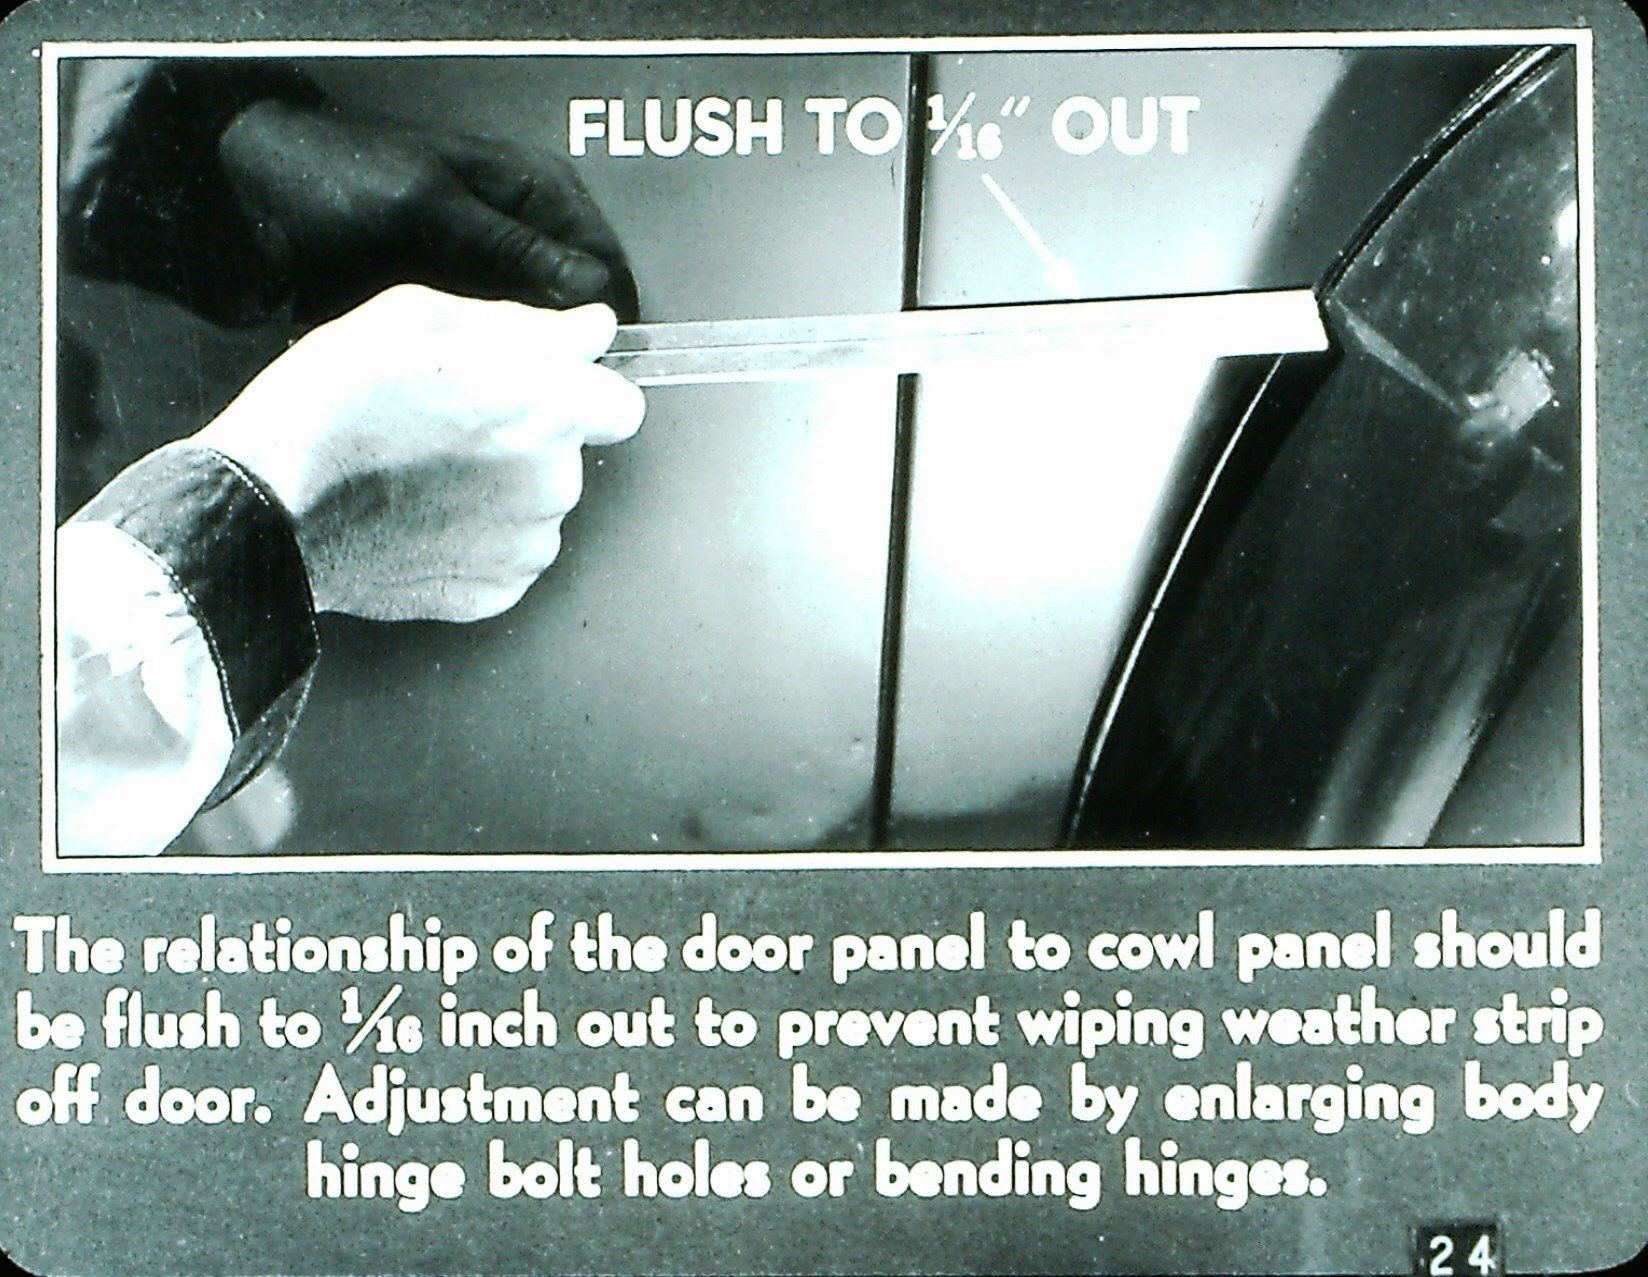 FLUSH TO 1/16" OUT
The relationship of the door panel to cowl panel should
be flush to 1/16 inch out to prevent wiping weather strip
off door. Adjustment can be made by enlarging body
hinge bolt holes or bending hinges.
24